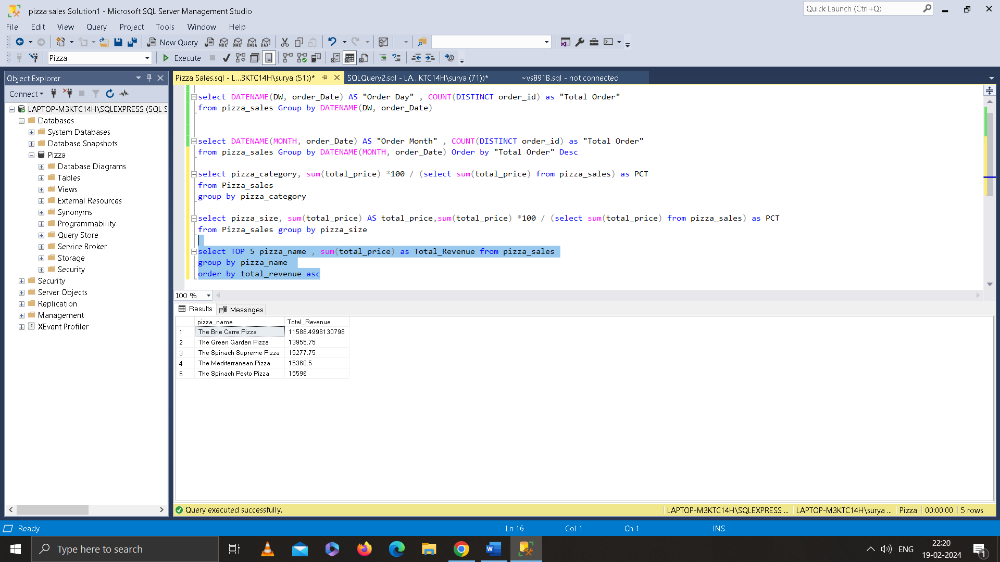 pizza sales Solution1 - Microsoft SQL Server Management Studio
Quick Launch (Ctrl+Q)
File Edit View Query Project Tools Window Help
New Query MDX DMX XMLA DAX
Pizza Execute
Object Explorer
Connect
LAPTOP-M3KTC14H\SQLEXPRESS (SQL S
Databases
System Databases
Database Snapshots
Pizza
Database Diagrams
Tables
Views
External Resources
Synonyms
Programmability
Query Store
Service Broker
Storage
Security
Security
Server Objects
Replication
Management
XEvent Profiler
Pizza Sales.sql - L...3KTC14H\surya (51))* SQLQuery2.sql - LA...KTC14H\surya (71))* ~vs891B.sql - not connected
select DATENAME(DW, order_Date) AS "Order Day" , COUNT(DISTINCT order_id) as "Total Order"
from pizza_sales Group by DATENAME(DW, order_Date)
select DATENAME(MONTH, order_Date) AS "Order Month" , COUNT(DISTINCT order_id) as "Total Order"
from pizza_sales Group by DATENAME(MONTH, order_Date) Order by "Total Order" Desc
select pizza_category, sum(total_price) *100 / (select sum(total_price) from pizza_sales) as PCT
from Pizza_sales
group by pizza_category
select pizza_size, sum(total_price) AS total_price,sum(total_price) *100 / (select sum(total_price) from pizza_sales) as PCT
from Pizza_sales group by pizza_size
select TOP 5 pizza_name , sum(total_price) as Total_Revenue from pizza_sales
group by pizza_name
order by total_revenue asc
100 %
Results Messages
pizza_name Total_Revenue
1 The Brie Carre Pizza 11588.4998130798
2 The Green Garden Pizza 13955.75
3 The Spinach Supreme Pizza 15277.75
4 The Mediterranean Pizza 15360.5
5 The Spinach Pesto Pizza 15596
Query executed successfully. LAPTOP-M3KTC14H\SQLEXPRESS ... LAPTOP-M3KTC14H\surya ... Pizza 00:00:00 5 rows
Ready Ln 16 Col 1 Ch 1 INS
Type here to search
ENG
22:20
19-02-2024
1